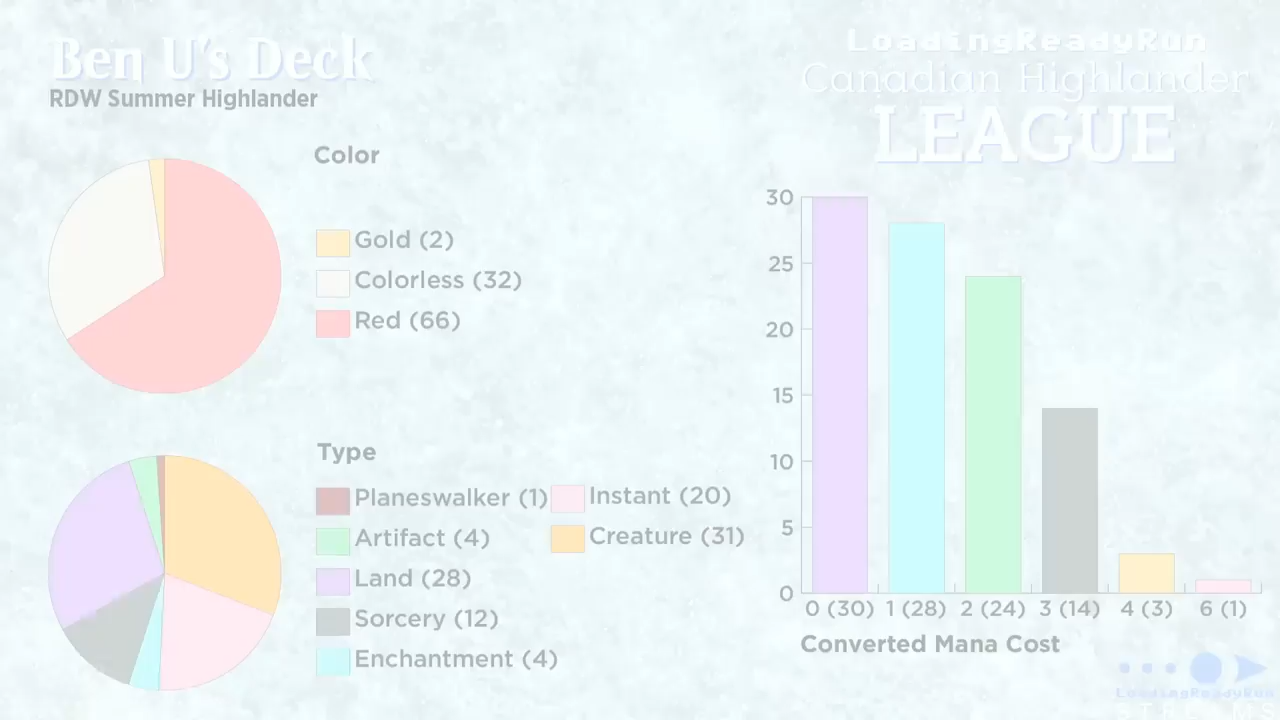 Ben U's Deck
RDW Summer Highlander
LoadingReadyRun
Canadian Highlander
LEAGUE
Color
Gold (2)
Colorless (32)
Red (66)
Type
Planeswalker (1)
Artifact (4)
Land (28)
Sorcery (12)
Enchantment (4)
Instant (20)
Creature (31)
30
25
20
15
10
5
0
0 (30) 1 (28) 2 (24) 3 (14) 4 (3) 6 (1)
Converted Mana Cost
LoadingReadyRun
STREAMS